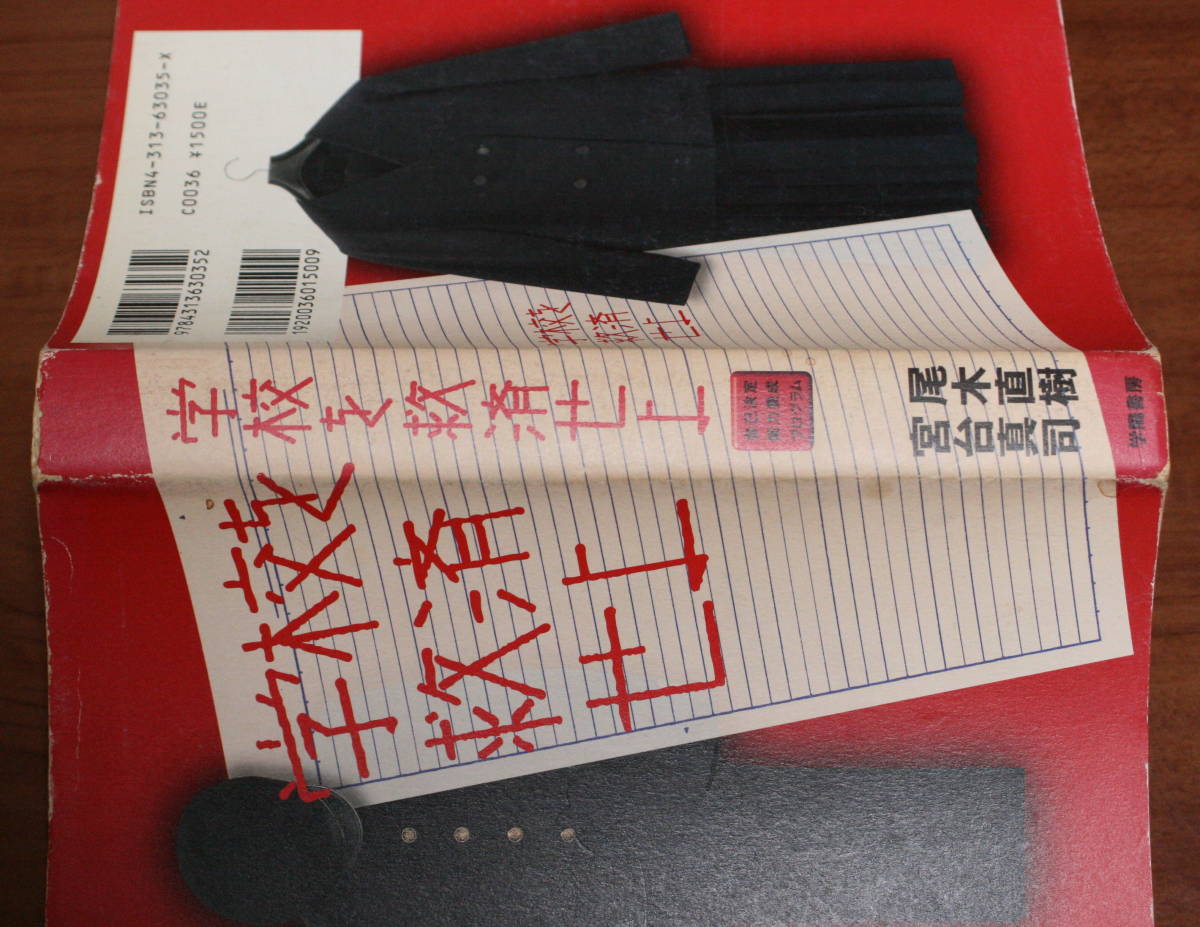 ISBN4-313-63035-X
C0036 ¥1500E
9784313630352
1920036015009
学校を
救済
せよ
学校を救済せよ
自己決定
能力養成
プログラム
尾木直樹
宮台真司
学陽書房
学校を
救済
せよ